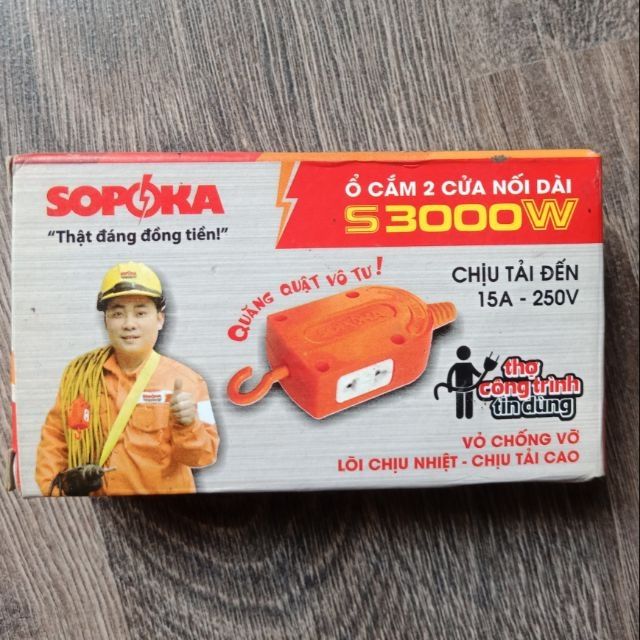 SOPOKA
"Thật đáng đồng tiền!"
Ổ CẮM 2 CỬA NỐI DÀI
S3000W
QUĂNG QUẬT VÔ TƯ!
CHỊU TẢI ĐẾN
15A - 250V
SOPOKA
thợ
công trình
tin dùng
VỎ CHỐNG VỠ
LÕI CHỊU NHIỆT - CHỊU TẢI CAO